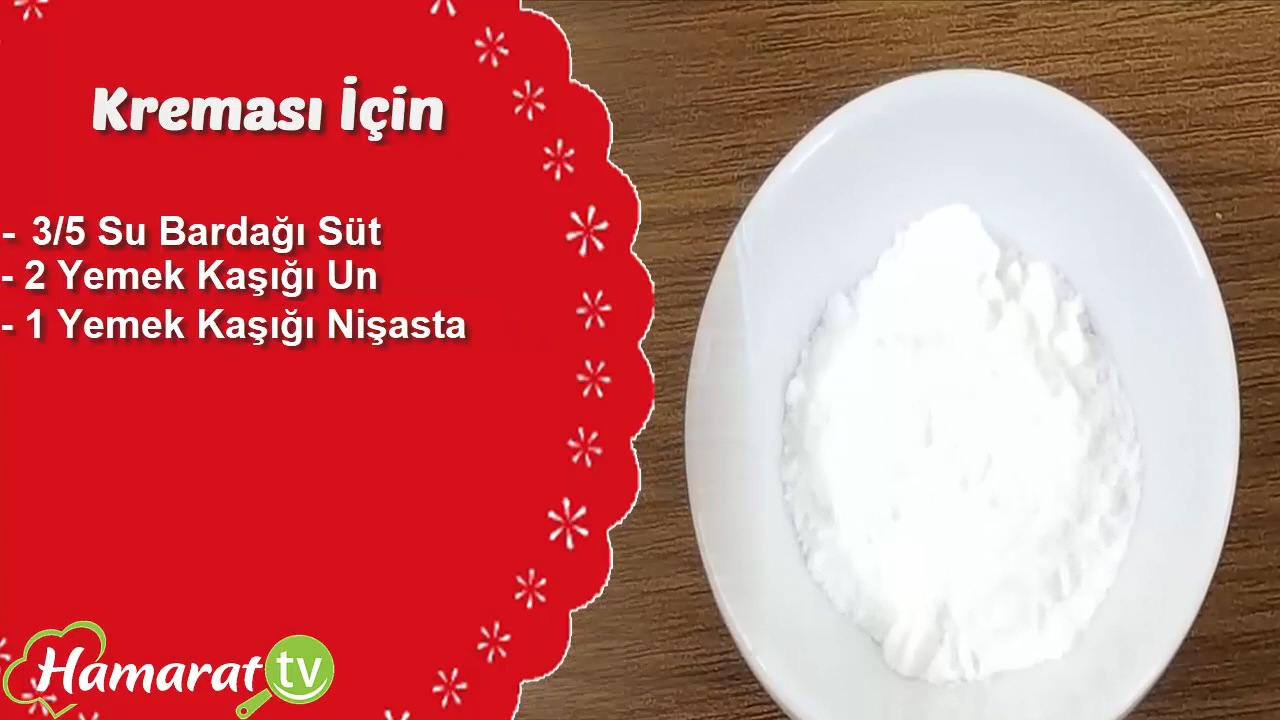 Kreması İçin
- 3/5 Su Bardağı Süt
- 2 Yemek Kaşığı Un
- 1 Yemek Kaşığı Nişasta
Hamarat tv